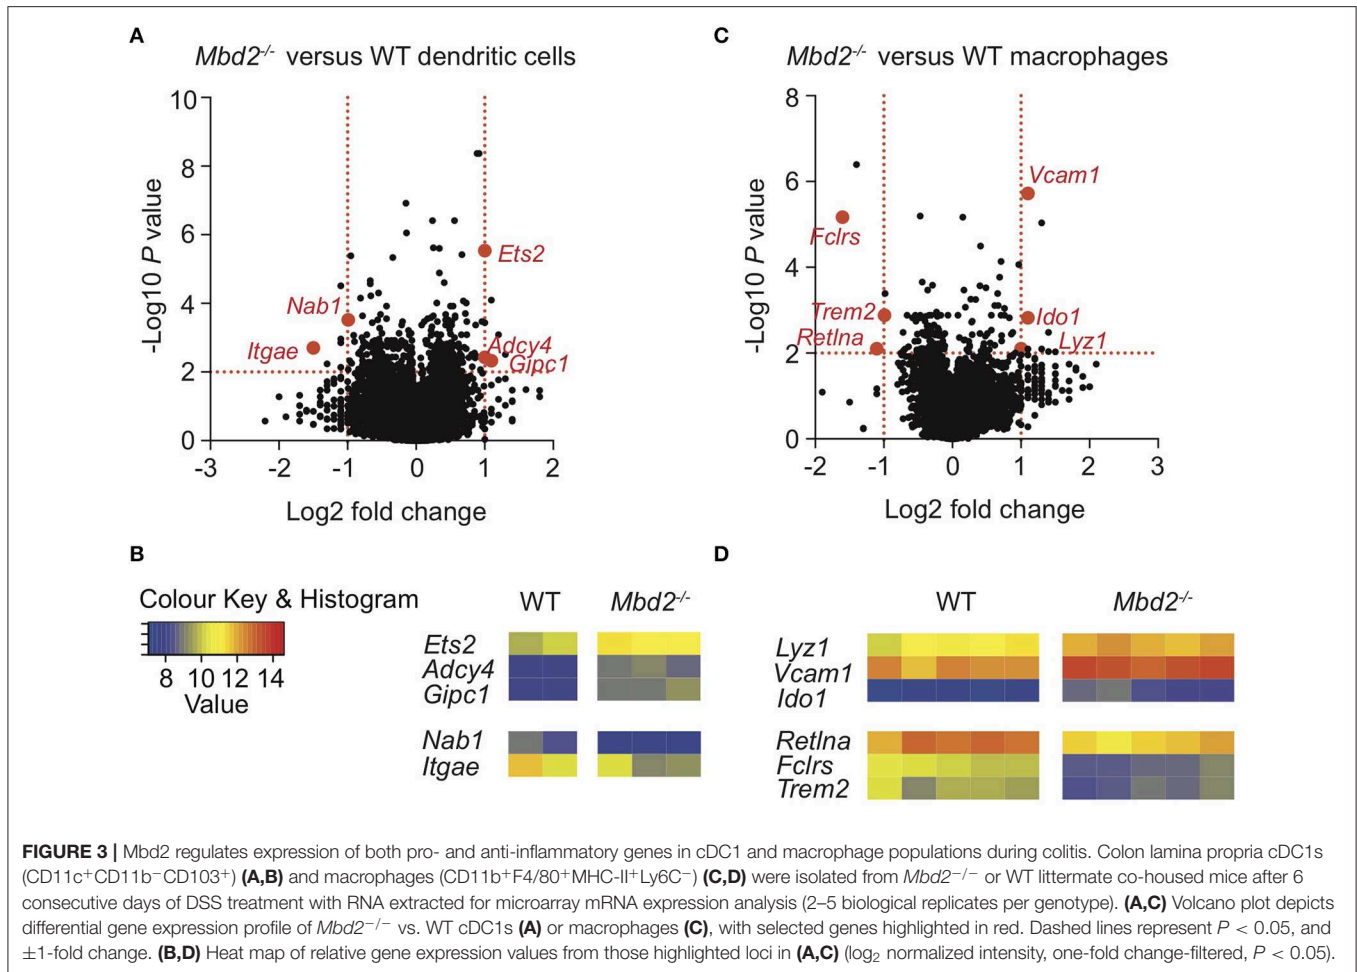 A
Mbd2-/- versus WT dendritic cells
-Log10 P value
10
8
6
4
2
0
-3 -2 -1 0 1 2
Log2 fold change
Ets2
Nab1
Itgae
Adcy4
Gipc1
C
Mbd2-/- versus WT macrophages
-Log10 P value
8
6
4
2
0
-2 -1 0 1 2 3
Log2 fold change
Vcam1
Fclrs
Trem2
Ido1
Retlna
Lyz1
B
Colour Key & Histogram
8 10 12 14
Value
WT Mbd2-/-
Ets2
Adcy4
Gipc1
Nab1
Itgae
D
WT Mbd2-/-
Lyz1
Vcam1
Ido1
Retlna
Fclrs
Trem2
FIGURE 3 | Mbd2 regulates expression of both pro- and anti-inflammatory genes in cDC1 and macrophage populations during colitis. Colon lamina propria cDC1s
(CD11c+CD11b−CD103+) (A,B) and macrophages (CD11b+F4/80+MHC-II+Ly6C−) (C,D) were isolated from Mbd2−/− or WT littermate co-housed mice after 6
consecutive days of DSS treatment with RNA extracted for microarray mRNA expression analysis (2–5 biological replicates per genotype). (A,C) Volcano plot depicts
differential gene expression profile of Mbd2−/− vs. WT cDC1s (A) or macrophages (C), with selected genes highlighted in red. Dashed lines represent P < 0.05, and
±1-fold change. (B,D) Heat map of relative gene expression values from those highlighted loci in (A,C) (log2 normalized intensity, one-fold change-filtered, P < 0.05).